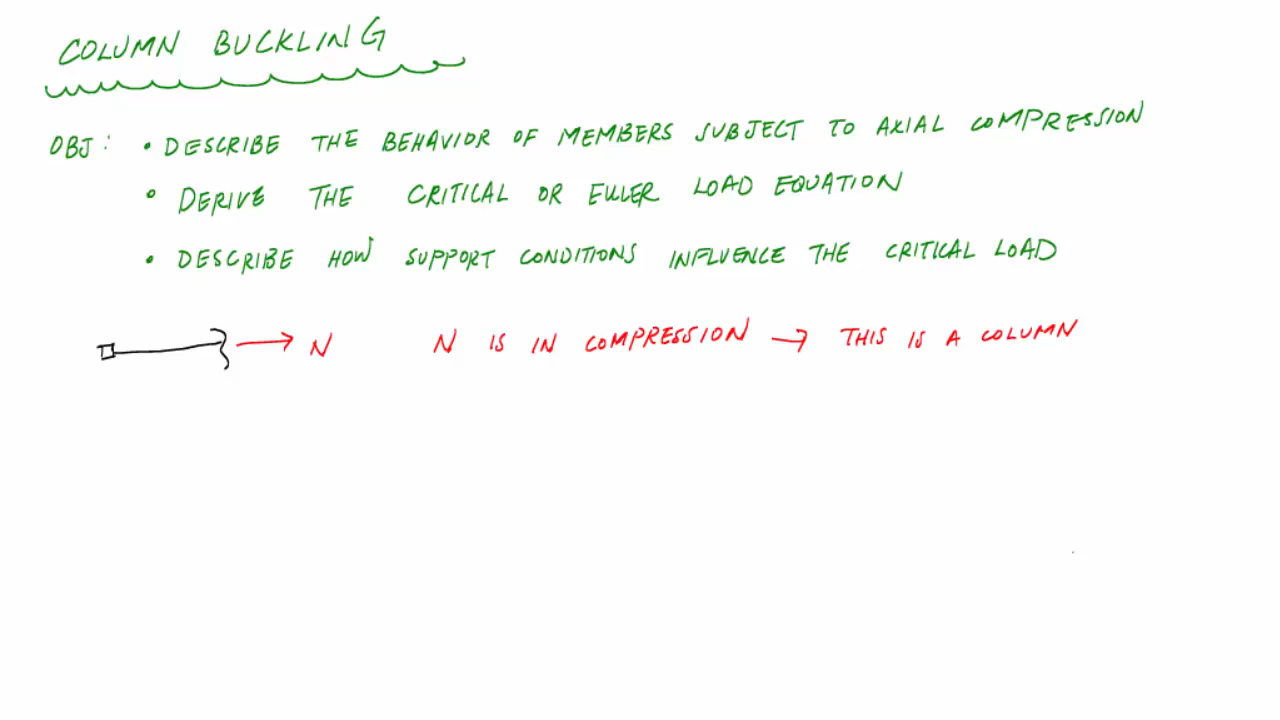 COLUMN BUCKLING
OBJ: • DESCRIBE THE BEHAVIOR OF MEMBERS SUBJECT TO AXIAL COMPRESSION
• DERIVE THE CRITICAL OR EULER LOAD EQUATION
• DESCRIBE HOW SUPPORT CONDITIONS INFLUENCE THE CRITICAL LOAD
→ N N IS IN COMPRESSION → THIS IS A COLUMN